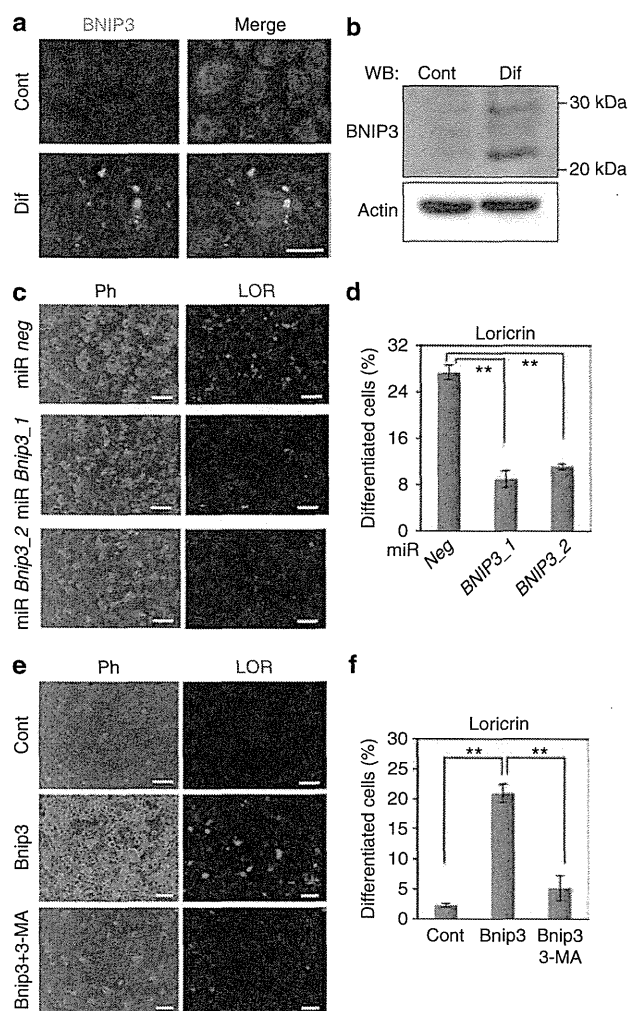 a
BNIP3
Merge
Cont
Dif
b
WB:
Cont
Dif
BNIP3
30 kDa
20 kDa
Actin
c
Ph
LOR
miR neg
miR Bnip3_1
miR Bnip3_2
d
Loricrin
Differentiated cells (%)
32
24
16
8
0
**
**
miR
Neg
BNIP3_1
BNIP3_2
e
Ph
LOR
Cont
Bnip3
Bnip3+3-MA
f
Loricrin
Differentiated cells (%)
30
25
20
15
10
5
0
**
**
Cont
Bnip3
Bnip3
3-MA